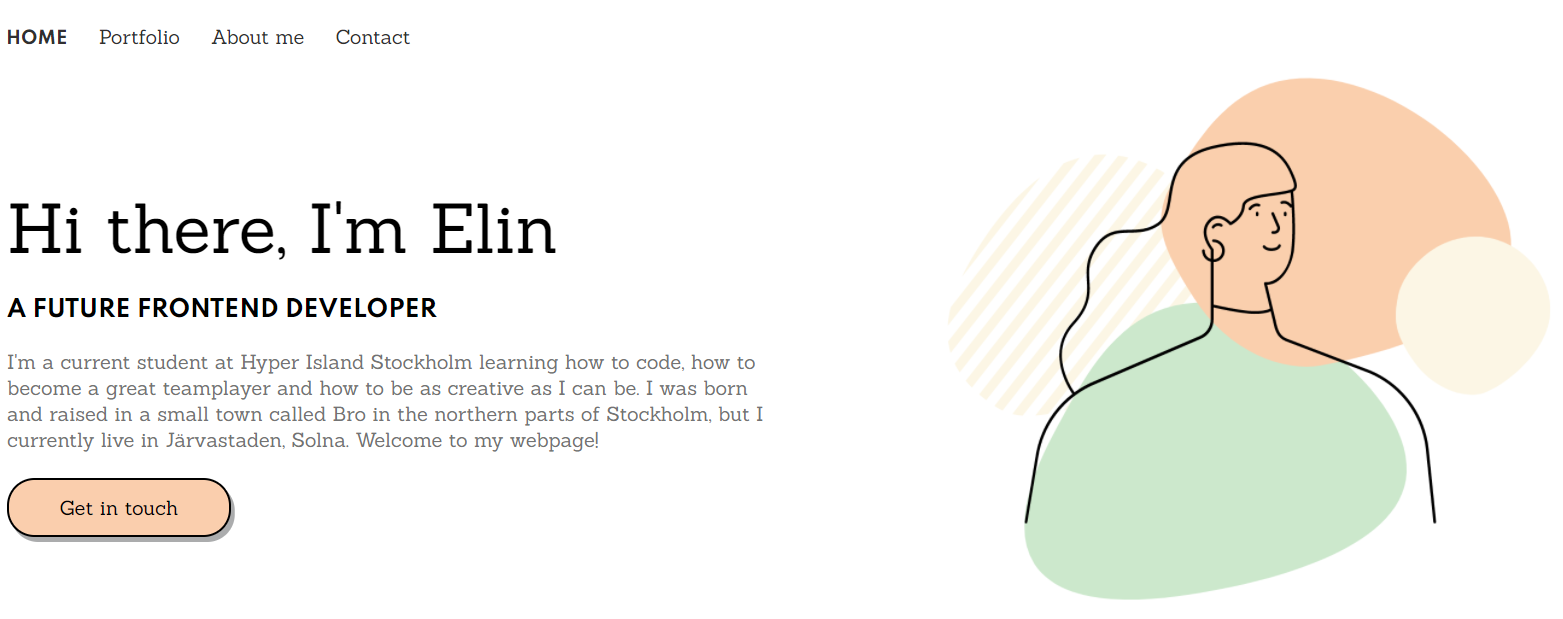 HOME Portfolio About me Contact
Hi there, I'm Elin
A FUTURE FRONTEND DEVELOPER
I'm a current student at Hyper Island Stockholm learning how to code, how to
become a great teamplayer and how to be as creative as I can be. I was born
and raised in a small town called Bro in the northern parts of Stockholm, but I
currently live in Järvastaden, Solna. Welcome to my webpage!
Get in touch